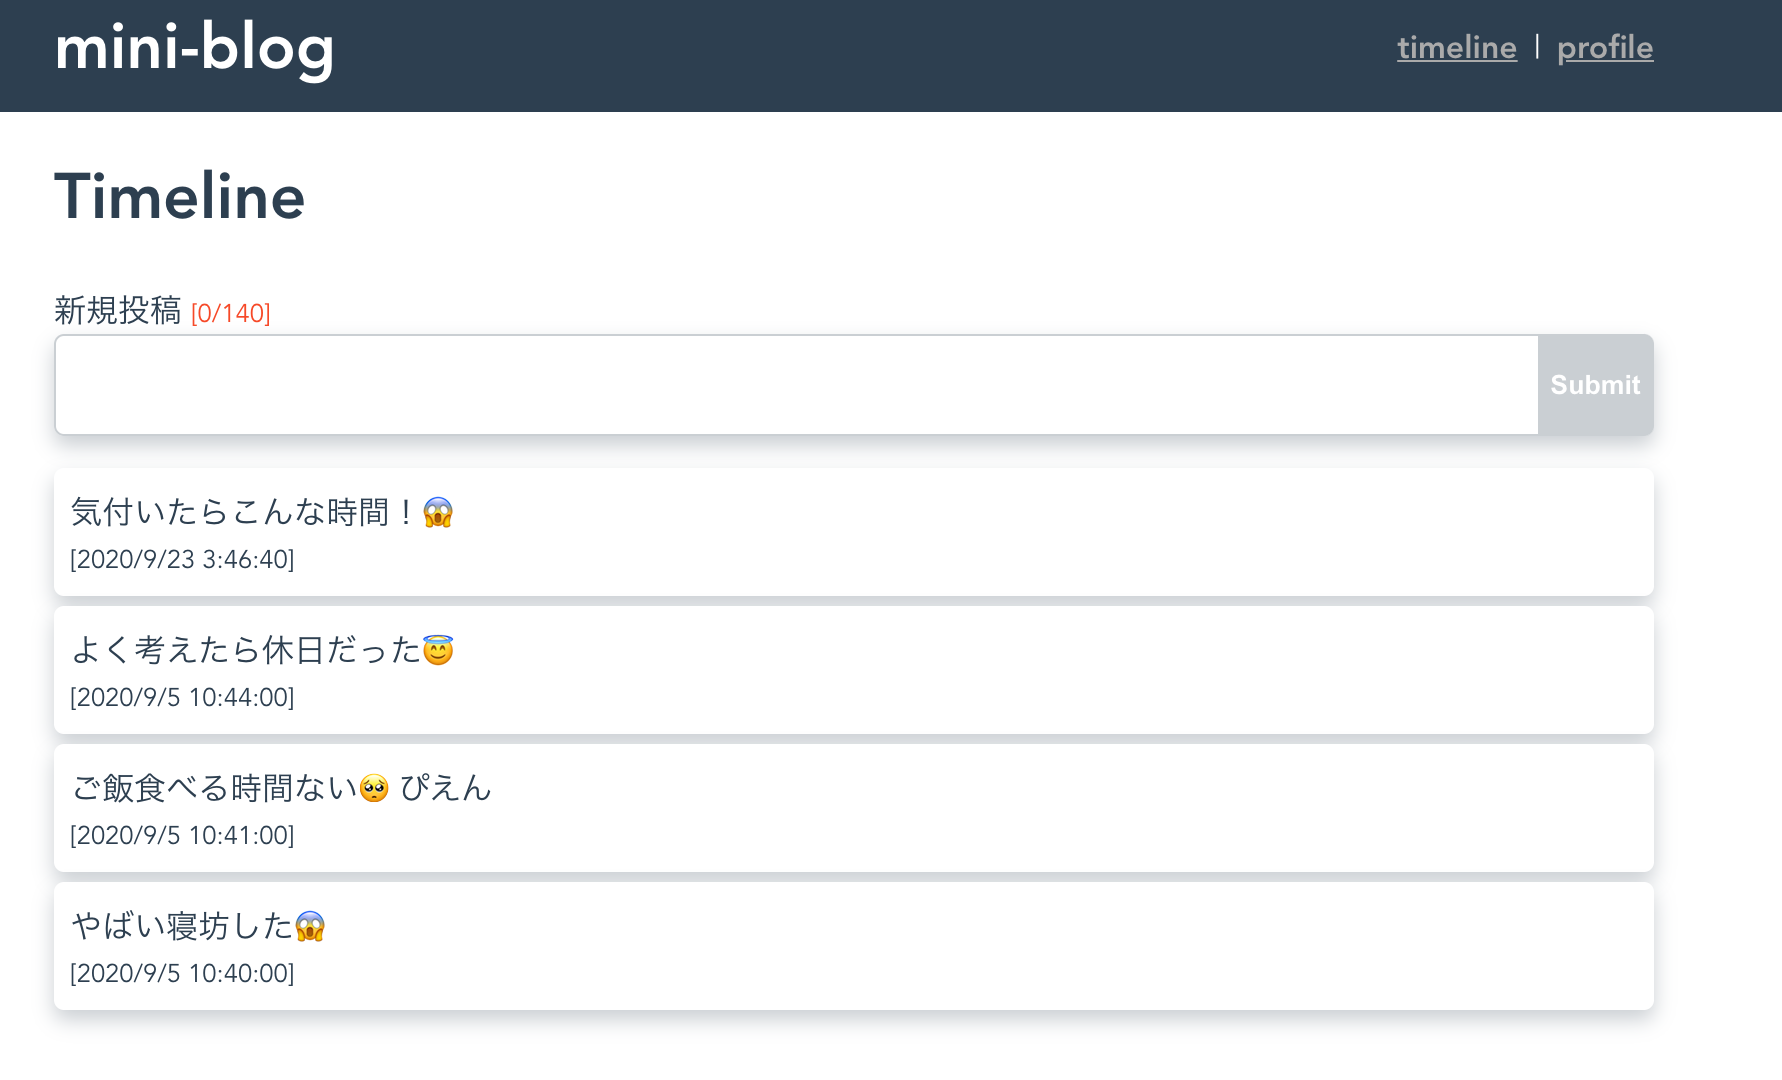 mini-blog
timeline | profile
Timeline
新規投稿 [0/140]
Submit
気付いたらこんな時間！😱
[2020/9/23 3:46:40]
よく考えたら休日だった😇
[2020/9/5 10:44:00]
ご飯食べる時間ない🥺 ぴえん
[2020/9/5 10:41:00]
やばい寝坊した😱
[2020/9/5 10:40:00]